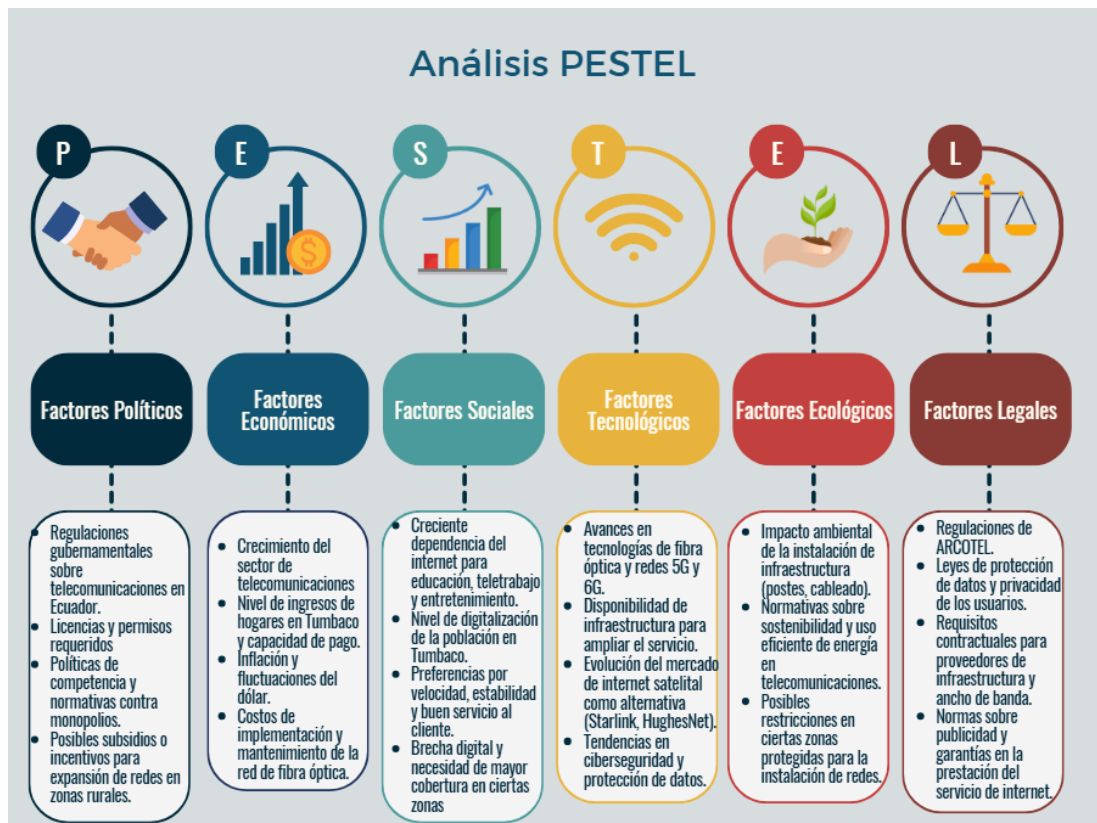 Análisis PESTEL
P
E
S
T
E
L
Factores Políticos
Factores
Económicos
Factores Sociales
Factores
Tecnológicos
Factores Ecológicos
Factores Legales
• Regulaciones
gubernamentales
sobre
telecomunicaciones en
Ecuador.
• Licencias y permisos
requeridos
• Políticas de
competencia y
normativas contra
monopolios.
• Posibles subsidios o
incentivos para
expansión de redes en
zonas rurales.
• Crecimiento del
sector de
telecomunicaciones
• Nivel de ingresos de
hogares en Tumbaco
y capacidad de pago.
• Inflación y
fluctuaciones del
dólar.
• Costos de
implementación y
mantenimiento de la
red de fibra óptica.
• Creciente
dependencia del
internet para
educación, teletrabajo
y entretenimiento.
• Nivel de digitalización
de la población en
Tumbaco.
• Preferencias por
velocidad, estabilidad
y buen servicio al
cliente.
• Brecha digital y
necesidad de mayor
cobertura en ciertas
zonas
• Avances en
tecnologías de fibra
óptica y redes 5G y
6G.
• Disponibilidad de
infraestructura para
ampliar el servicio.
• Evolución del mercado
de internet satelital
como alternativa
(Starlink, HughesNet).
• Tendencias en
ciberseguridad y
protección de datos.
• Impacto ambiental
de la instalación de
infraestructura
(postes, cableado).
• Normativas sobre
sostenibilidad y uso
eficiente de energía
en
telecomunicaciones.
• Posibles
restricciones en
ciertas zonas
protegidas para la
instalación de redes.
• Regulaciones de
ARCOTEL.
• Leyes de protección
de datos y privacidad
de los usuarios.
• Requisitos
contractuales para
proveedores de
infraestructura y
ancho de banda.
• Normas sobre
publicidad y
garantías en la
prestación del
servicio de internet.